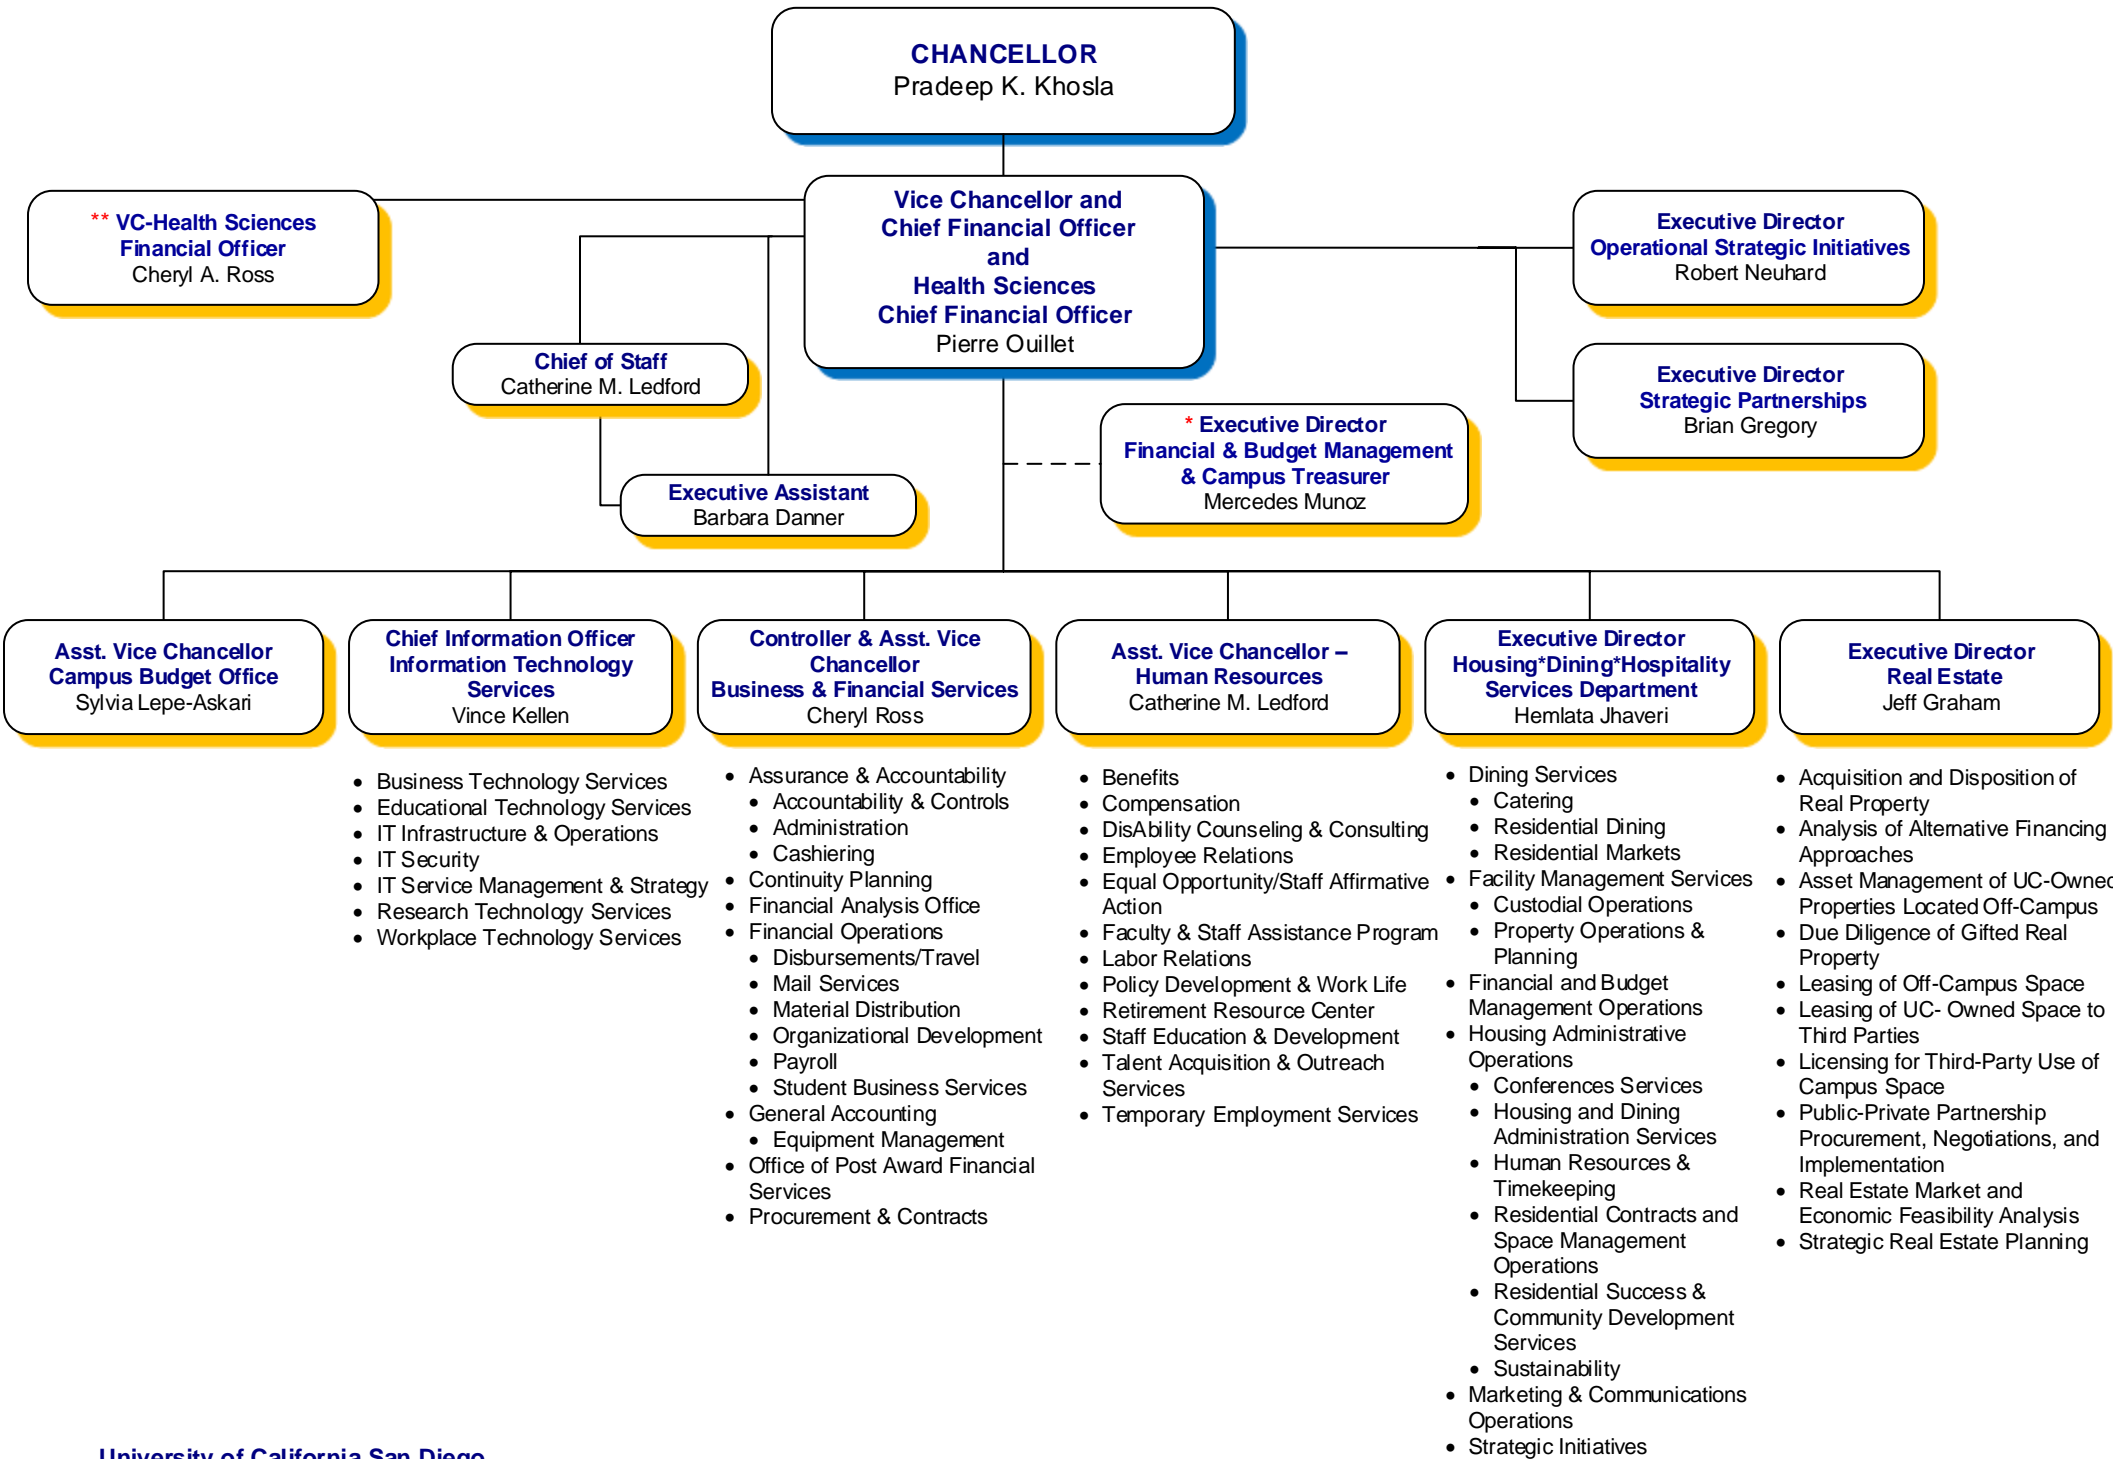 CHANCELLOR
Pradeep K. Khosla
** VC-Health Sciences
Financial Officer
Cheryl A. Ross
Vice Chancellor and
Chief Financial Officer
and
Health Sciences
Chief Financial Officer
Pierre Ouillet
Executive Director
Operational Strategic Initiatives
Robert Neuhard
Chief of Staff
Catherine M. Ledford
Executive Director
Strategic Partnerships
Brian Gregory
* Executive Director
Financial & Budget Management
& Campus Treasurer
Mercedes Munoz
Executive Assistant
Barbara Danner
Asst. Vice Chancellor
Campus Budget Office
Sylvia Lepe-Askari
Chief Information Officer
Information Technology
Services
Vince Kellen
• Business Technology Services
• Educational Technology Services
• IT Infrastructure & Operations
• IT Security
• IT Service Management & Strategy
• Research Technology Services
• Workplace Technology Services
Controller & Asst. Vice
Chancellor
Business & Financial Services
Cheryl Ross
• Assurance & Accountability
• Accountability & Controls
• Administration
• Cashiering
• Continuity Planning
• Financial Analysis Office
• Financial Operations
• Disbursements/Travel
• Mail Services
• Material Distribution
• Organizational Development
• Payroll
• Student Business Services
• General Accounting
• Equipment Management
• Office of Post Award Financial
Services
• Procurement & Contracts
Asst. Vice Chancellor –
Human Resources
Catherine M. Ledford
• Benefits
• Compensation
• DisAbility Counseling & Consulting
• Employee Relations
• Equal Opportunity/Staff Affirmative
Action
• Faculty & Staff Assistance Program
• Labor Relations
• Policy Development & Work Life
• Retirement Resource Center
• Staff Education & Development
• Talent Acquisition & Outreach
Services
• Temporary Employment Services
Executive Director
Housing*Dining*Hospitality
Services Department
Hemlata Jhaveri
• Dining Services
• Catering
• Residential Dining
• Residential Markets
• Facility Management Services
• Custodial Operations
• Property Operations &
Planning
• Financial and Budget
Management Operations
• Housing Administrative
Operations
• Conferences Services
• Housing and Dining
Administration Services
• Human Resources &
Timekeeping
• Residential Contracts and
Space Management
Operations
• Residential Success &
Community Development
Services
• Sustainability
• Marketing & Communications
Operations
• Strategic Initiatives
Executive Director
Real Estate
Jeff Graham
• Acquisition and Disposition of
Real Property
• Analysis of Alternative Financing
Approaches
• Asset Management of UC-Owned
Properties Located Off-Campus
• Due Diligence of Gifted Real
Property
• Leasing of Off-Campus Space
• Leasing of UC- Owned Space to
Third Parties
• Licensing for Third-Party Use of
Campus Space
• Public-Private Partnership
Procurement, Negotiations, and
Implementation
• Real Estate Market and
Economic Feasibility Analysis
• Strategic Real Estate Planning
University of California San Diego